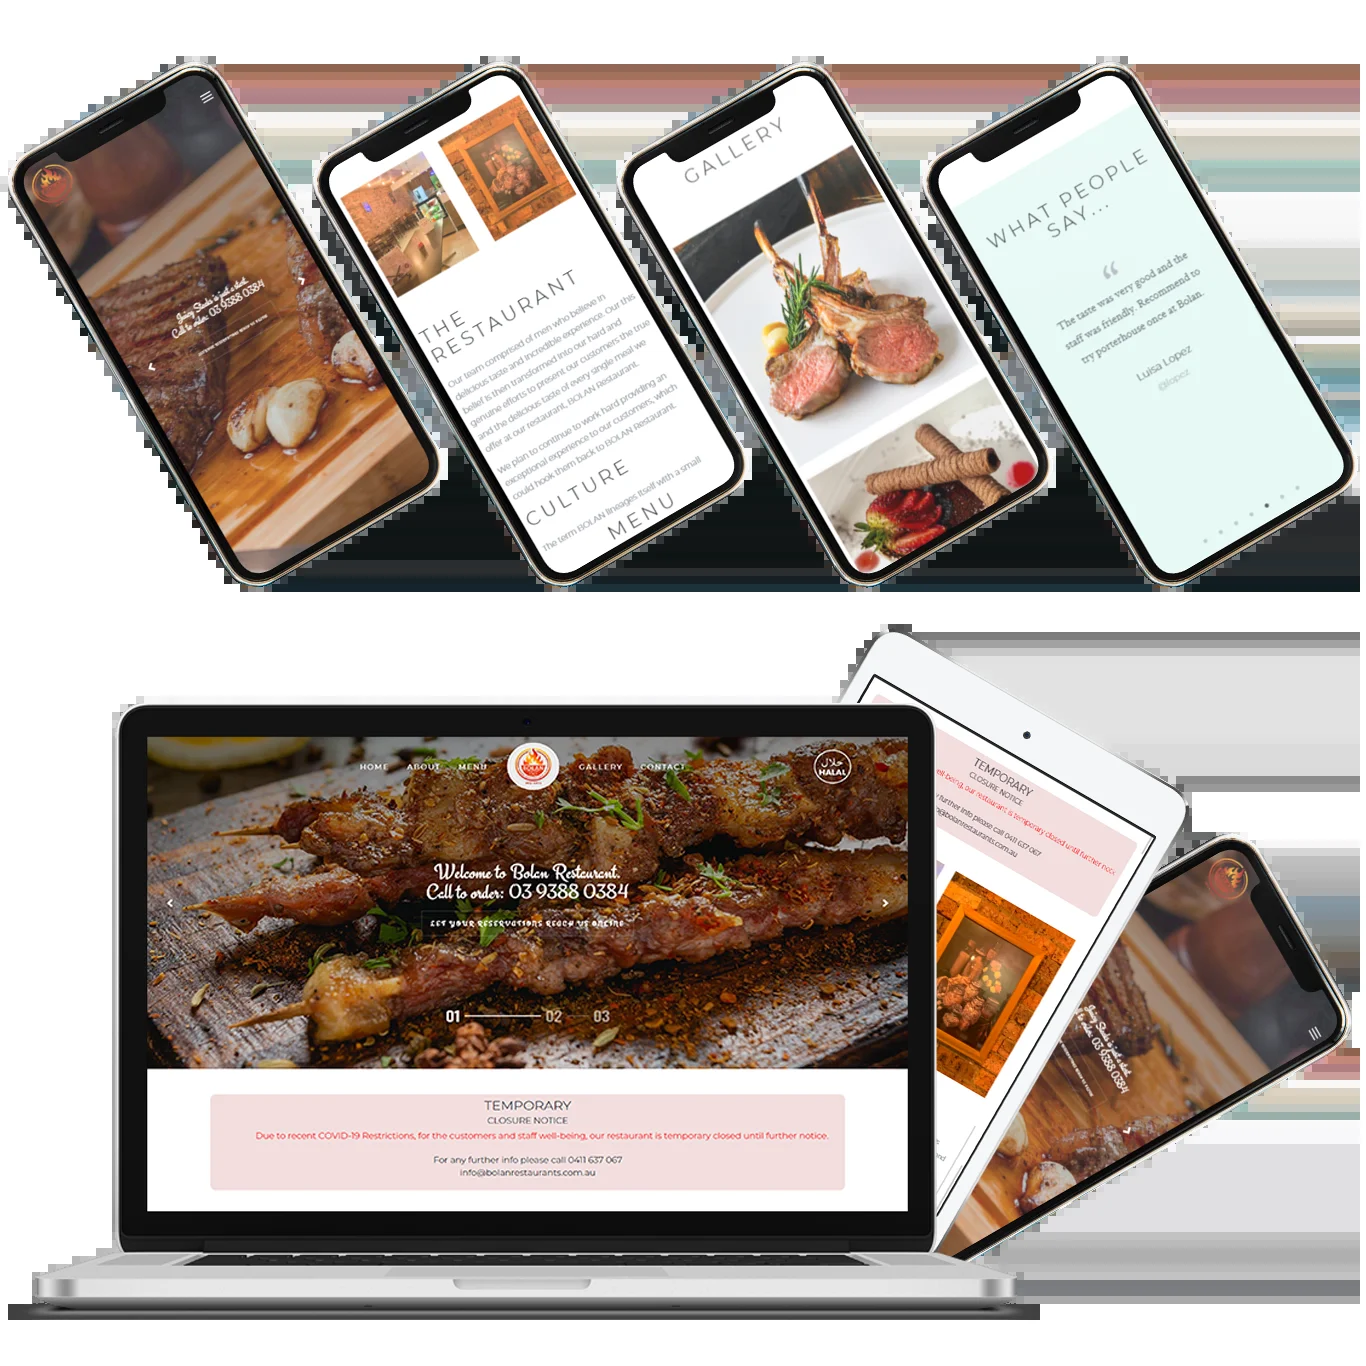 Juicy Steaks is just a start.
Call to order: 03 9388 0384
THE
RESTAURANT
Our team comprised of men who believe in
delicious taste and incredible experience. Our this
belief is then transformed into our hard and
genuine efforts to present our customers the true
and the delicious taste of every single meal we
offer at our restaurant, BOLAN Restaurant.
We plan to continue to work hard providing an
exceptional experience to our customers, which
could hook them back to BOLAN Restaurant.
CULTURE
The term BOLAN lineages itself with a small
MENU
GALLERY
WHAT PEOPLE
SAY...
“
The taste was very good and the
staff was friendly. Recommend to
try porterhouse once at Bolan.
Luisa Lopez
@lopez
HOME ABOUT MENU BOLAN GALLERY CONTACT
حلال
HALAL
Welcome to Bolan Restaurant.
Call to order: 03 9388 0384
LET YOUR RESERVATIONS REACH US ONLINE
01 02 03
TEMPORARY
CLOSURE NOTICE
Due to recent COVID-19 Restrictions, for the customers and staff well-being, our restaurant is temporary closed until further notice.
For any further info please call 0411 637 067
info@bolanrestaurants.com.au
TEMPORARY
CLOSURE NOTICE
well-being, our restaurant is temporary closed until further notice
further info please call 0411 637 067
@bolanrestaurants.com.au
Juicy Steaks is just a start.
Call to order: 03 9388 0384